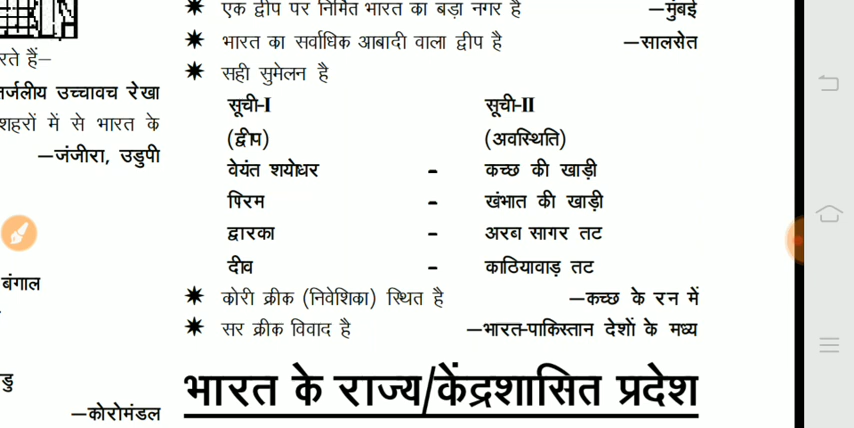 रते हैं–
तर्जलीय उच्चावच रेखा
शहरों में से भारत के
–जंजीरा, उडुपी
बंगाल
डु
–कोरोमंडल
✷ एक द्वीप पर निर्मित भारत का बड़ा नगर है –मुंबई
✷ भारत का सर्वाधिक आबादी वाला द्वीप है –सालसेत
✷ सही सुमेलन है
सूची-I सूची-II
(द्वीप) (अवस्थिति)
वेयंत शयोधर - कच्छ की खाड़ी
पिरम - खंभात की खाड़ी
द्वारका - अरब सागर तट
दीव - काठियावाड़ तट
✷ कोरी क्रीक (निवेशिका) स्थित है –कच्छ के रन में
✷ सर क्रीक विवाद है –भारत-पाकिस्तान देशों के मध्य
भारत के राज्य/केंद्रशासित प्रदेश